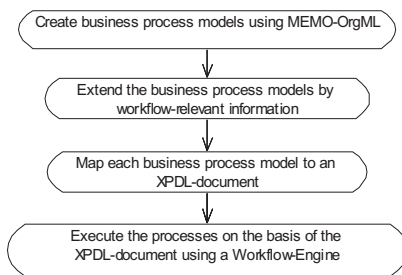 Create business process models using MEMO-OrgML
Extend the business process models by
workflow-relevant information
Map each business process model to an
XPDL-document
Execute the processes on the basis of the
XPDL-document using a Workflow-Engine